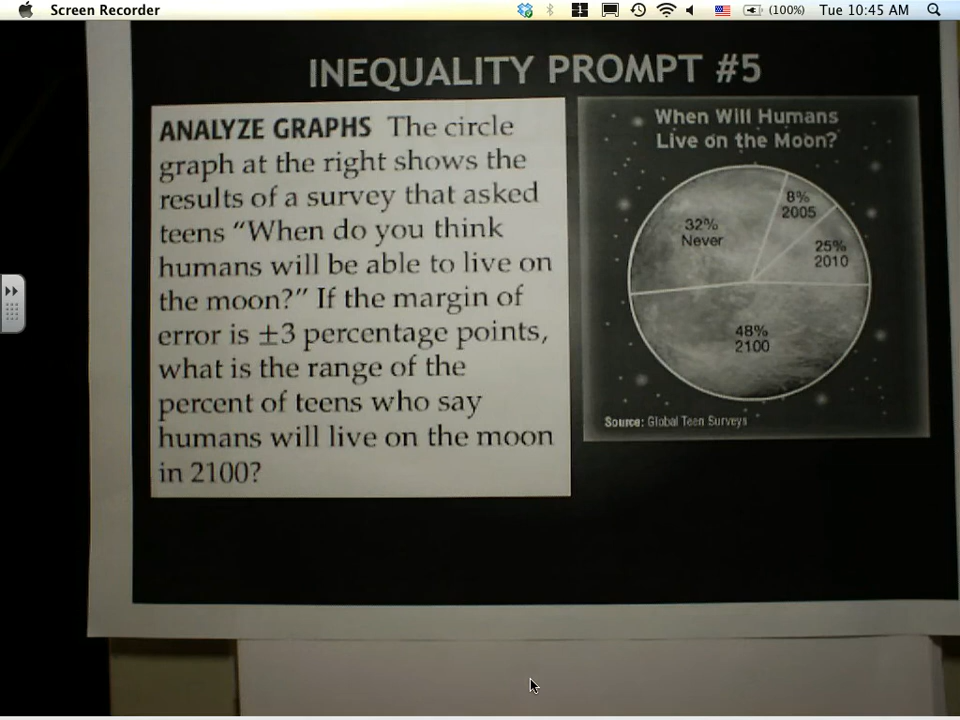 Screen Recorder
(100%) Tue 10:45 AM
INEQUALITY PROMPT #5
ANALYZE GRAPHS The circle
graph at the right shows the
results of a survey that asked
teens “When do you think
humans will be able to live on
the moon?” If the margin of
error is ±3 percentage points,
what is the range of the
percent of teens who say
humans will live on the moon
in 2100?
When Will Humans
Live on the Moon?
8%
2005
32%
Never
25%
2010
48%
2100
Source: Global Teen Surveys